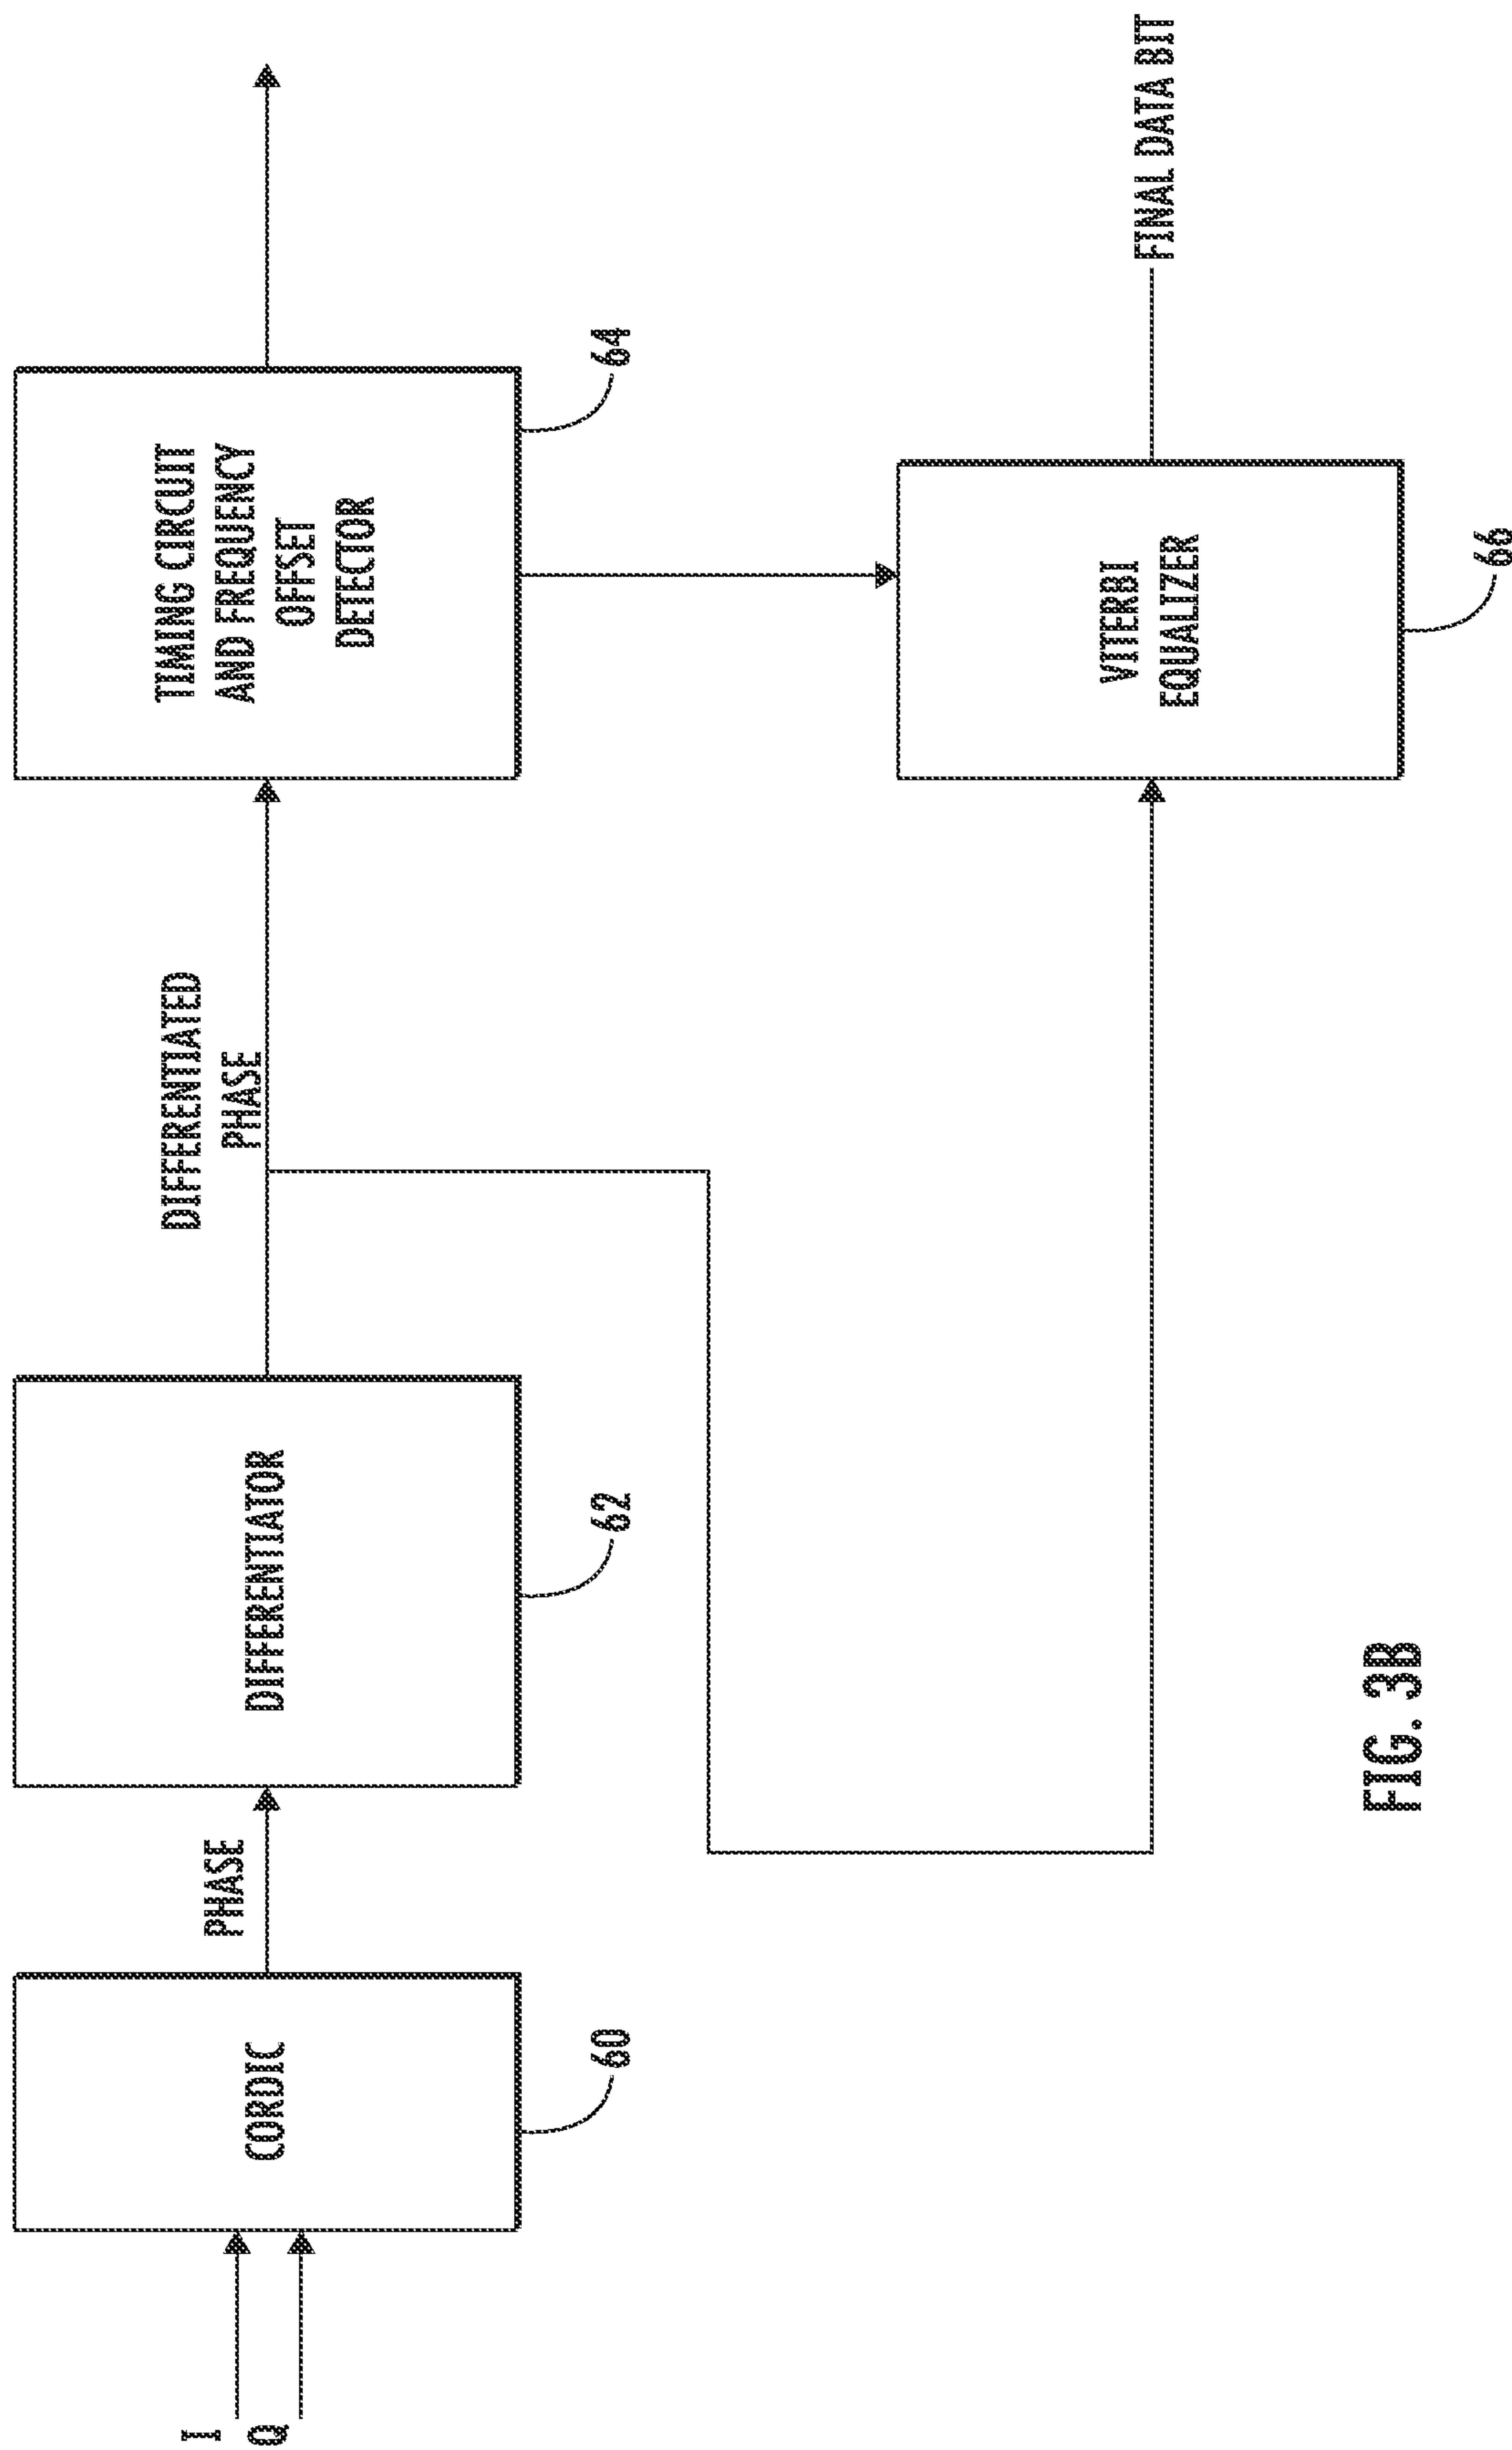 I
Q
CORDIC
60
PHASE
DIFFERENTIATOR
62
DIFFERENTIATED
PHASE
TIMING CIRCUIT
AND FREQUENCY
OFFSET
DETECTOR
64
VITERBI
EQUALIZER
66
FINAL DATA BIT
FIG. 3B